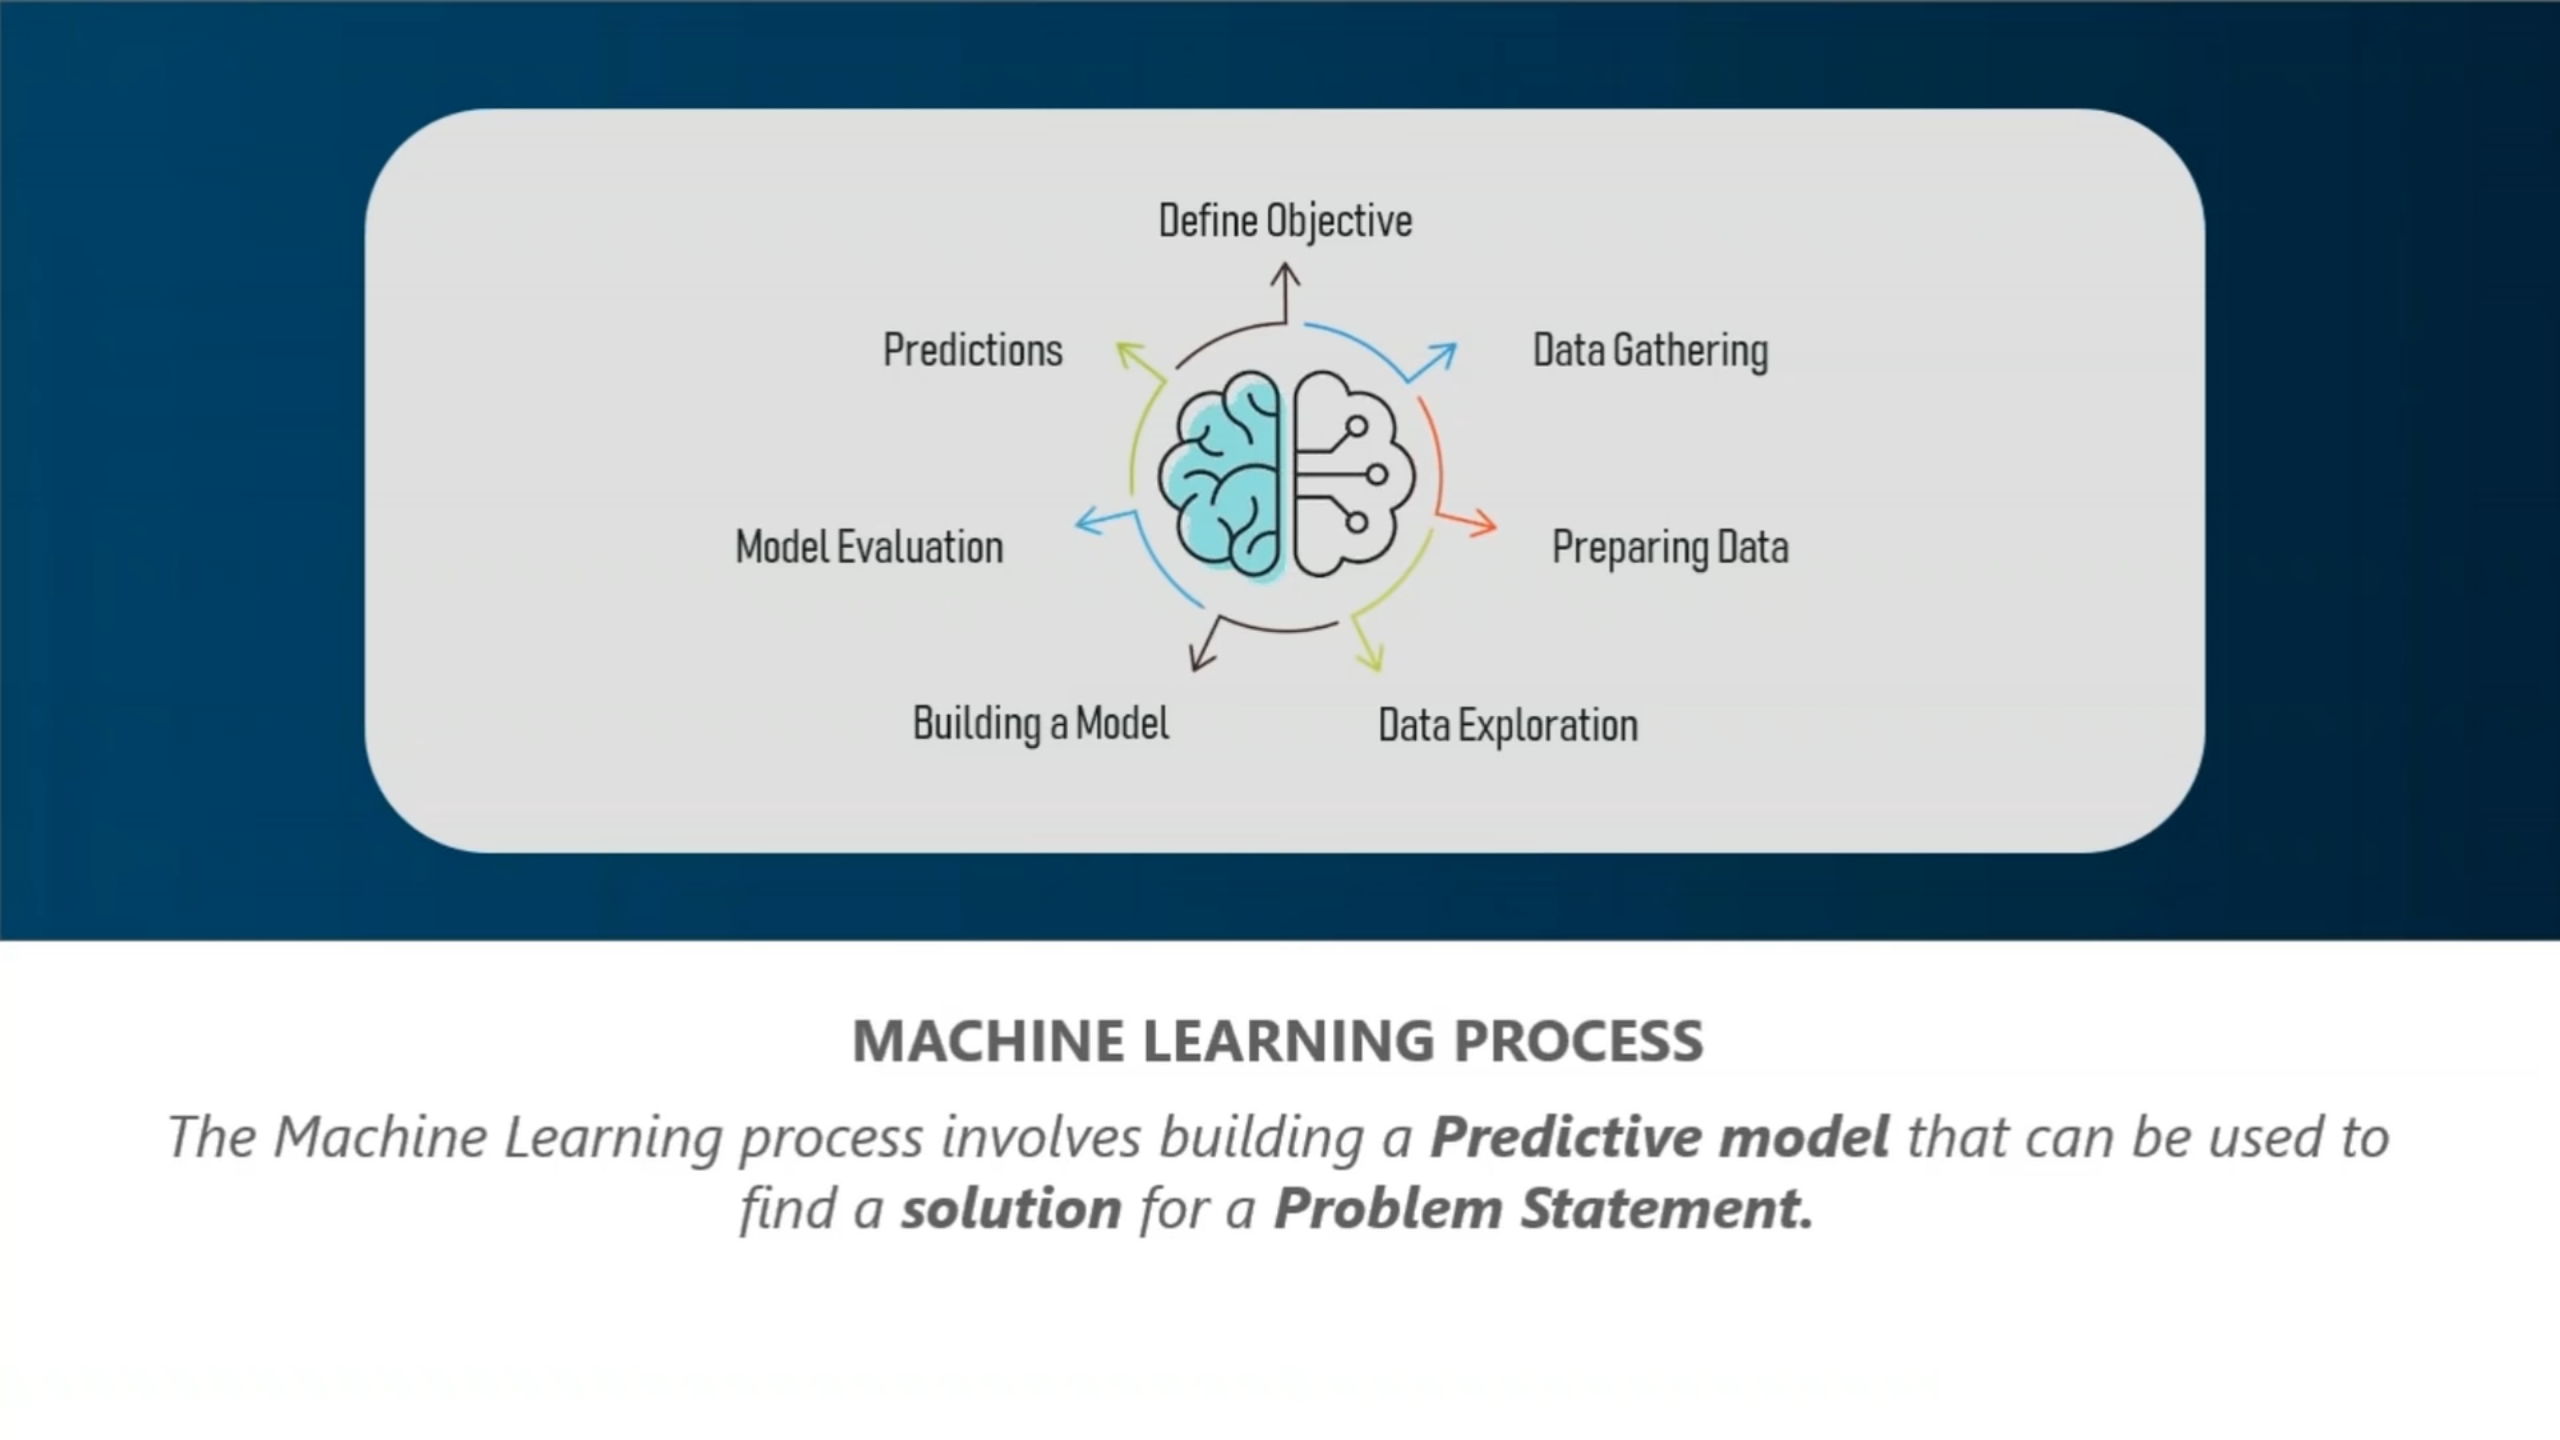 Define Objective
Predictions
Data Gathering
Model Evaluation
Preparing Data
Building a Model
Data Exploration
MACHINE LEARNING PROCESS
The Machine Learning process involves building a Predictive model that can be used to
find a solution for a Problem Statement.